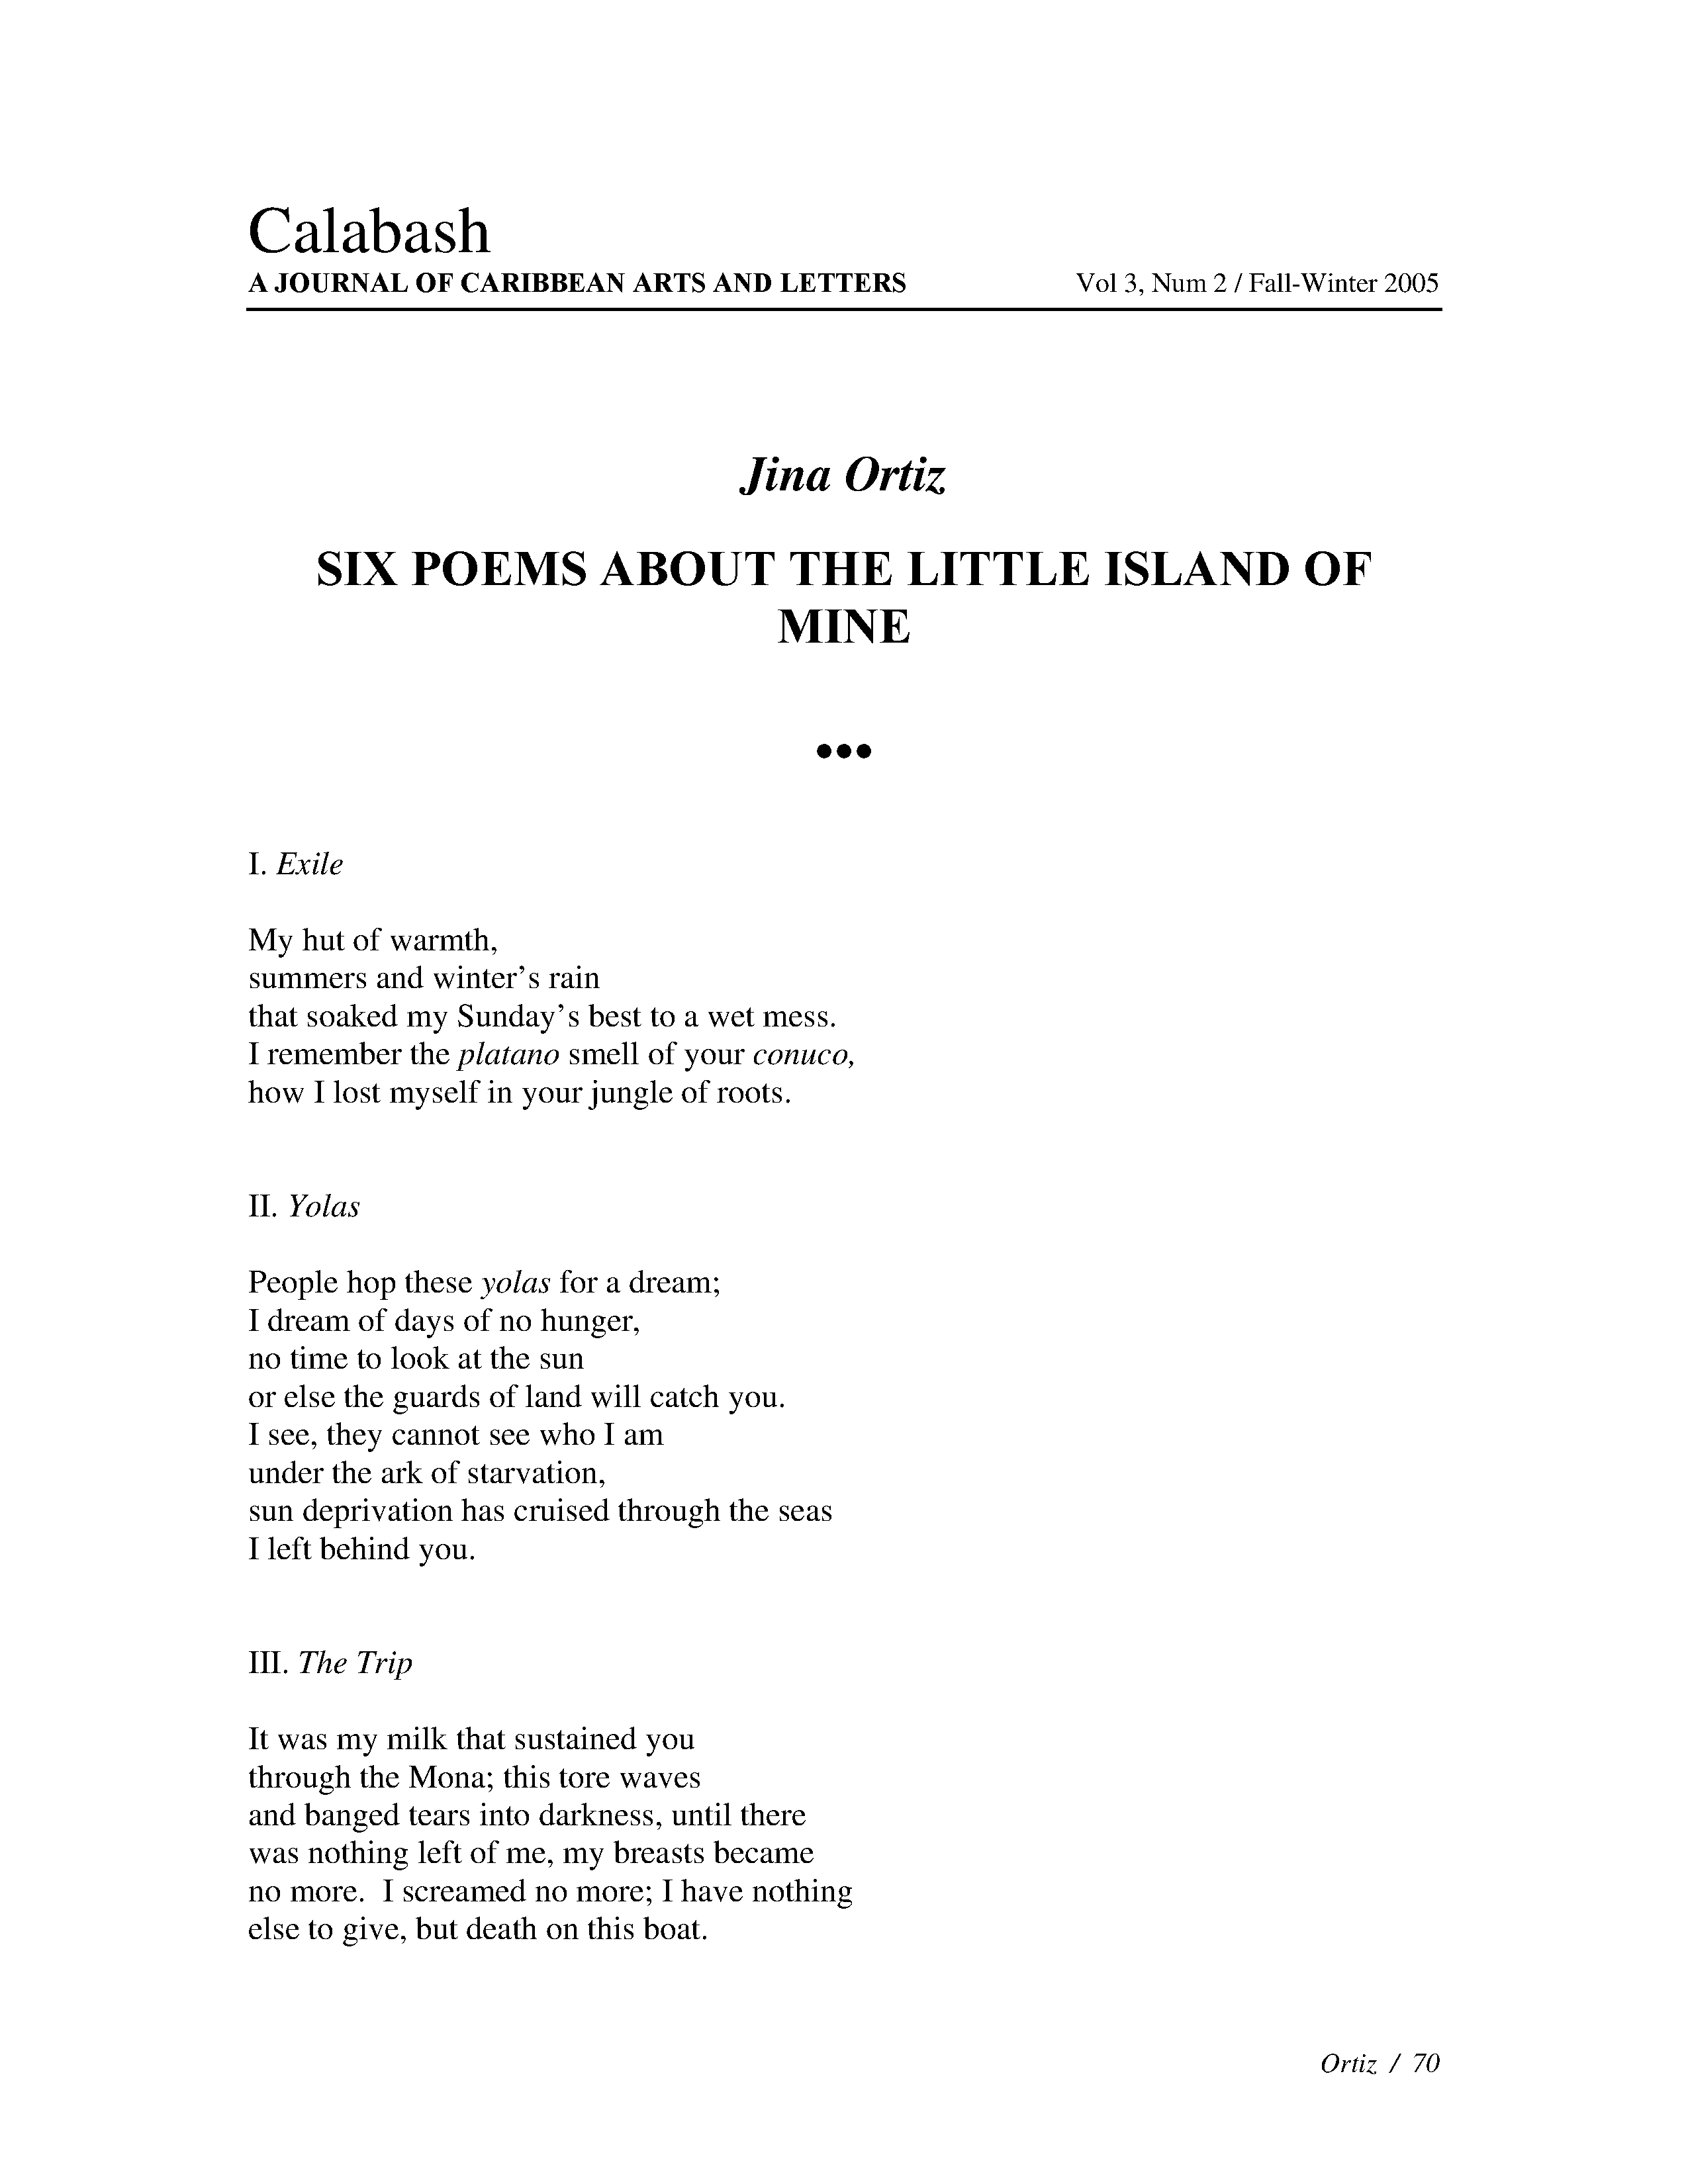 Calabash
A JOURNAL OF CARIBBEAN ARTS AND LETTERS Vol 3, Num 2 / Fall-Winter 2005
Jina Ortiz
SIX POEMS ABOUT THE LITTLE ISLAND OF
MINE
•••
I. Exile
My hut of warmth,
summers and winter's rain
that soaked my Sunday's best to a wet mess.
I remember the platano smell of your conuco,
how I lost myself in your jungle of roots.
II. Yolas
People hop these yolas for a dream;
I dream of days of no hunger,
no time to look at the sun
or else the guards of land will catch you.
I see, they cannot see who I am
under the ark of starvation,
sun deprivation has cruised through the seas
I left behind you.
III. The Trip
It was my milk that sustained you
through the Mona; this tore waves
and banged tears into darkness, until there
was nothing left of me, my breasts became
no more.  I screamed no more; I have nothing
else to give, but death on this boat.
Ortiz / 70